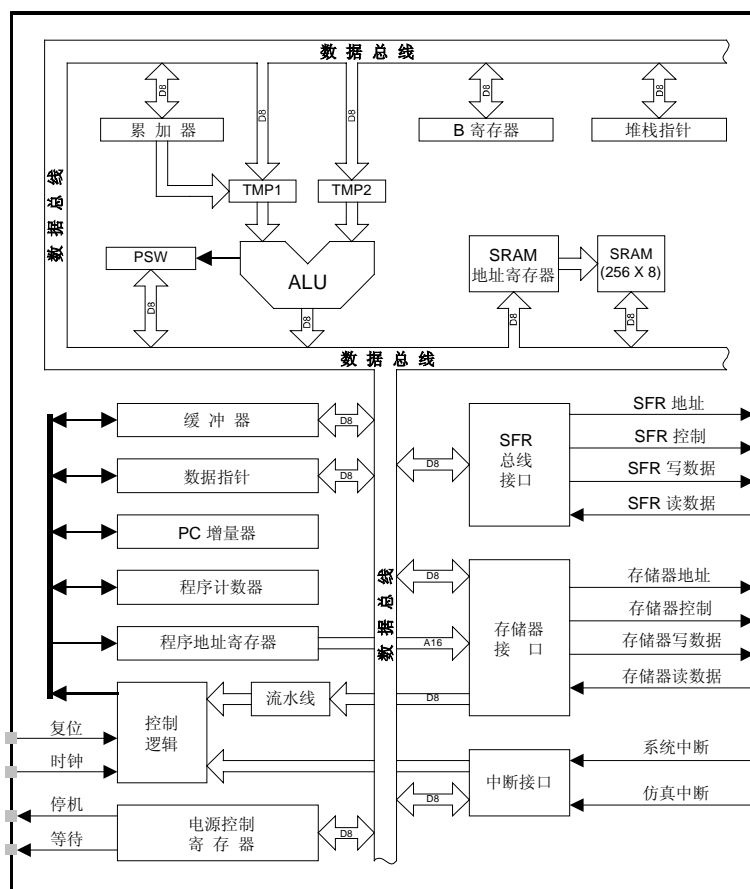 数 据 总 线
D8
D8
D8
D8
D8
累 加 器
B 寄存器
堆栈指针
数 据 总 线
TMP1
TMP2
PSW
ALU
SRAM
地址寄存器
SRAM
(256 X 8)
D8
D8
D8
D8
数 据 总 线
缓 冲 器
D8
数据指针
D8
PC 增量器
程序计数器
程序地址寄存器
A16
数 据 总 线
D8
SFR
总线
接口
SFR 地址
SFR 控制
SFR 写数据
SFR 读数据
D8
存储器
接 口
存储器地址
存储器控制
存储器写数据
存储器读数据
控制
逻辑
流水线
D8
复位
时钟
停机
等待
电源控制
寄 存 器
D8
D8
中断接口
系统中断
仿真中断